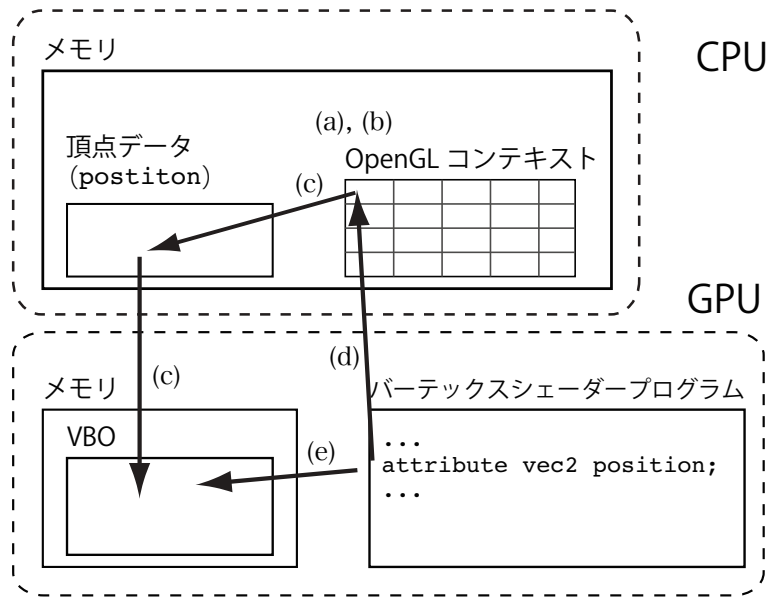 メモリ
CPU
(a), (b)
頂点データ
(postiton)
OpenGL コンテキスト
(c)
GPU
(d)
(c)
メモリ
バーテックスシェーダープログラム
VBO
(e)
...
attribute vec2 position;
...